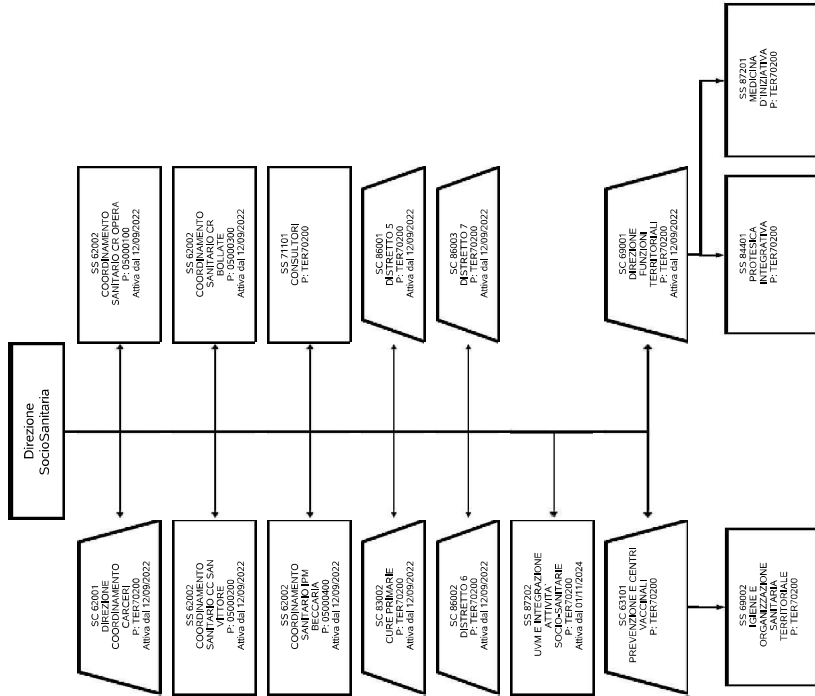 Direzione
SocioSanitaria
SC 62001
DIREZIONE
COORDINAMENTO
CARCERI
P: TER70200
Attiva dal 12/09/2022
SS 62002
COORDINAMENTO
SANITARIO CR OPERA
P: 05000100
Attiva dal 12/09/2022
SS 62002
COORDINAMENTO
SANITARIO CC SAN
VITTORE
P: 05000200
Attiva dal 12/09/2022
SS 62002
COORDINAMENTO
SANITARIO CR
BOLLATE
P: 05000300
Attiva dal 12/09/2022
SS 62002
COORDINAMENTO
SANITARIO IPM
BECCARIA
P: 05000400
Attiva dal 12/09/2022
SS 71101
CONSULTORI
P: TER70200
SC 83002
CURE PRIMARIE
P: TER70200
Attiva dal 12/09/2022
SC 86001
DISTRETTO 5
P: TER70200
Attiva dal 12/09/2022
SC 86002
DISTRETTO 6
P: TER70200
Attiva dal 12/09/2022
SC 86003
DISTRETTO 7
P: TER70200
Attiva dal 12/09/2022
SS 87202
UVM E INTEGRAZIONE
ATTIVITA'
SOCIO-SANITARIE
P: TER70200
Attiva dal 01/11/2024
SC 63101
PREVENZIONE E CENTRI
VACCINALI
P: TER70200
SC 69001
DIREZIONE
FUNZIONI
TERRITORIALI
P: TER70200
Attiva dal 12/09/2022
SS 69002
IGIENE E
ORGANIZZAZIONE
SANITARIA
TERRITORIALE
P: TER70200
SS 84401
PROTESICA
INTEGRATIVA
P: TER70200
SS 87201
MEDICINA
D'INIZIATIVA
P: TER70200